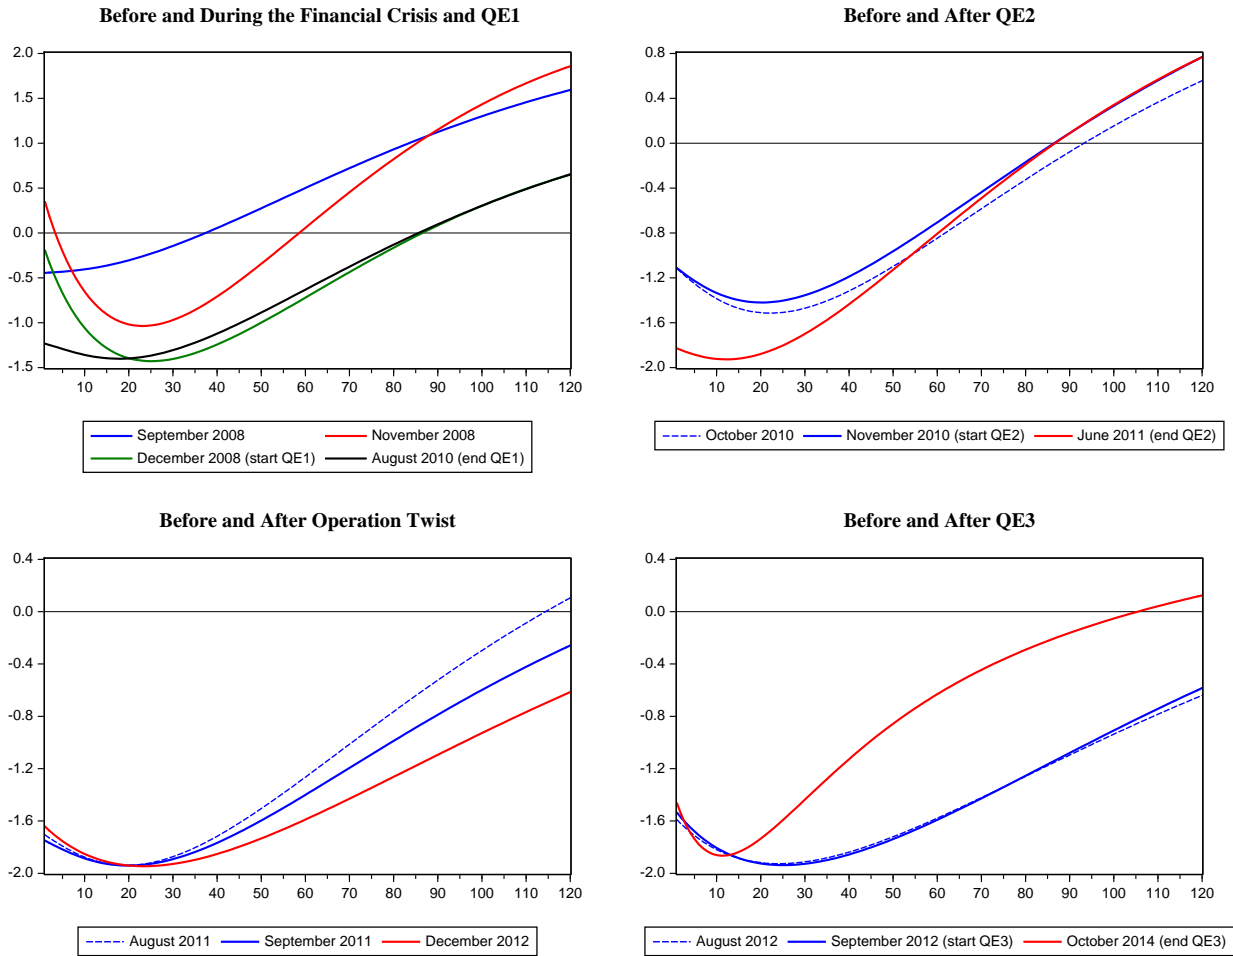 Before and During the Financial Crisis and QE1
2.0
1.5
1.0
0.5
0.0
-0.5
-1.0
-1.5
10 20 30 40 50 60 70 80 90 100 110 120
September 2008 November 2008
December 2008 (start QE1) August 2010 (end QE1)
Before and After QE2
0.8
0.4
0.0
-0.4
-0.8
-1.2
-1.6
-2.0
10 20 30 40 50 60 70 80 90 100 110 120
October 2010 November 2010 (start QE2) June 2011 (end QE2)
Before and After Operation Twist
0.4
0.0
-0.4
-0.8
-1.2
-1.6
-2.0
10 20 30 40 50 60 70 80 90 100 110 120
August 2011 September 2011 December 2012
Before and After QE3
0.4
0.0
-0.4
-0.8
-1.2
-1.6
-2.0
10 20 30 40 50 60 70 80 90 100 110 120
August 2012 September 2012 (start QE3) October 2014 (end QE3)